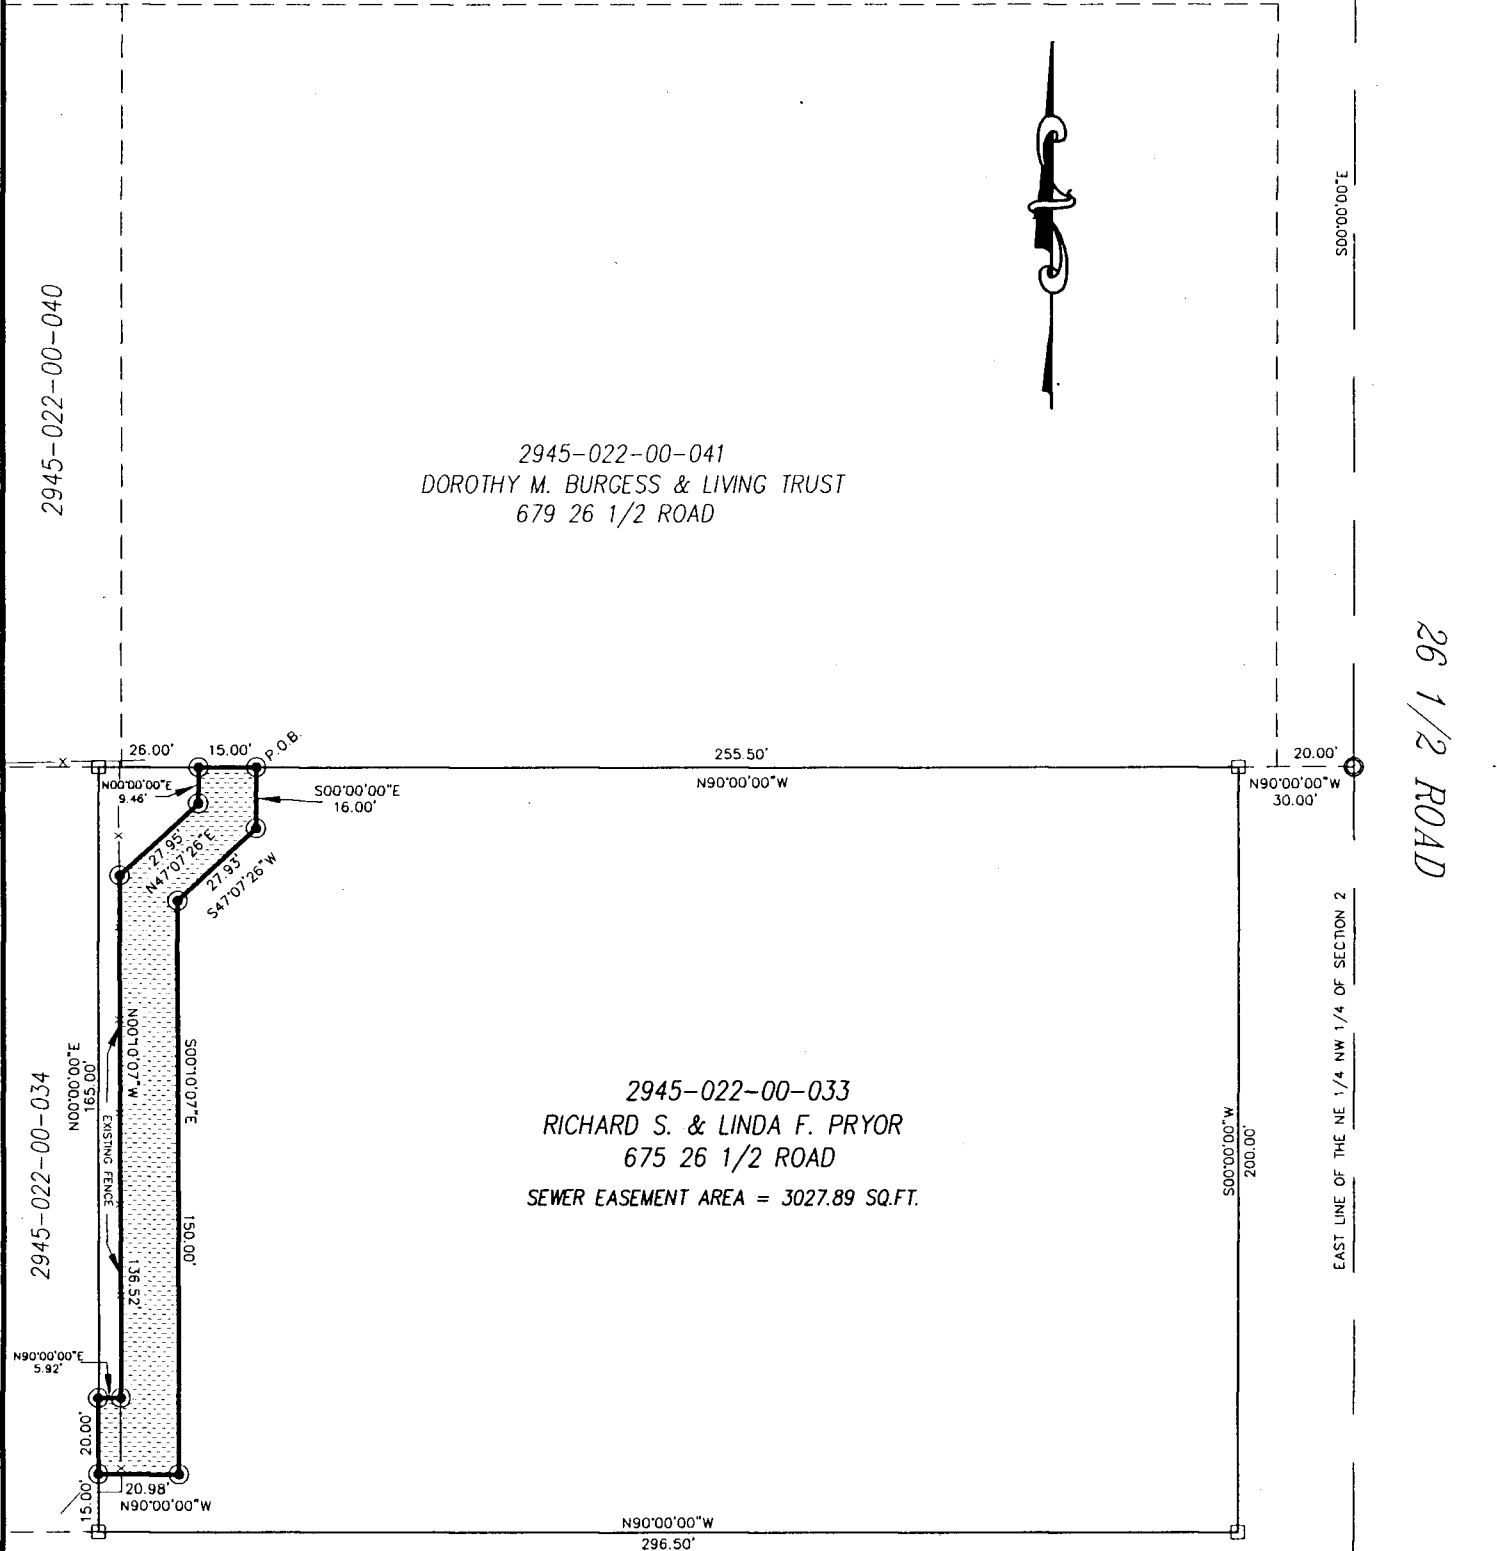 S00°00'00"E
2945-022-00-040
2945-022-00-041
DOROTHY M. BURGESS & LIVING TRUST
679 26 1/2 ROAD
26 1/2 ROAD
26.00'
15.00'
P.O.B.
255.50'
N90°00'00"W
20.00'
N90°00'00"W
30.00'
N00°00'00"E
9.46'
S00°00'00"E
16.00'
27.95'
N47°07'26"E
27.93'
S47°07'26"W
EAST LINE OF THE NE 1/4 NW 1/4 OF SECTION 2
2945-022-00-034
N00°00'00"E
165.00'
EXISTING FENCE
N00°10'07"W
136.52'
S00°10'07"E
150.00'
2945-022-00-033
RICHARD S. & LINDA F. PRYOR
675 26 1/2 ROAD
SEWER EASEMENT AREA = 3027.89 SQ.FT.
S00°00'00"W
200.00'
N90°00'00"E
5.92'
20.00'
15.00'
20.98'
N90°00'00"W
N90°00'00"W
296.50'